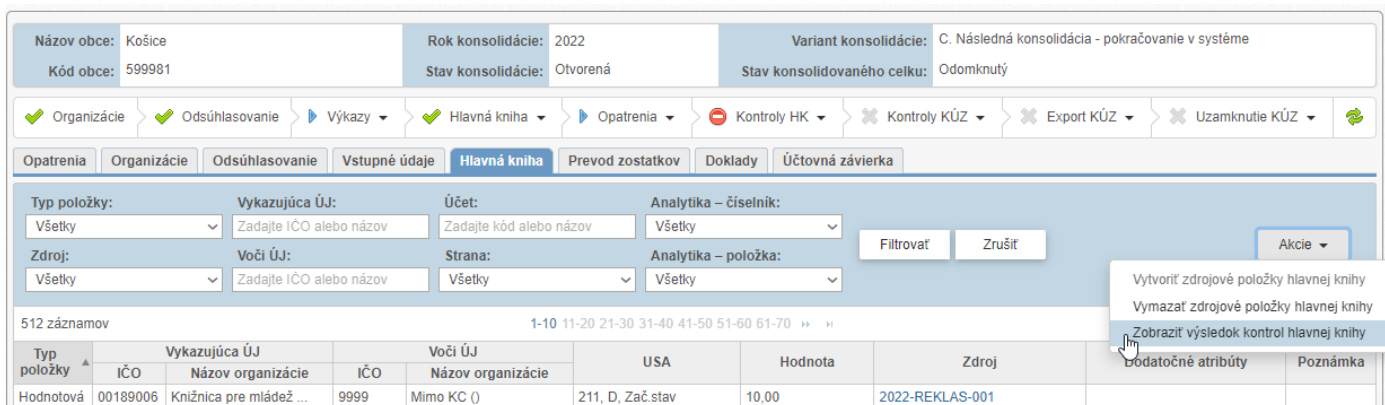 Názov obce: Košice Rok konsolidácie: 2022 Variant konsolidácie: C. Následná konsolidácia - pokračovanie v systéme
Kód obce: 599981 Stav konsolidácie: Otvorená Stav konsolidovaného celku: Odomknutý
Organizácie Odsúhlasovanie Výkazy Hlavná kniha Opatrenia Kontroly HK Kontroly KÚZ Export KÚZ Uzamknutie KÚZ
Opatrenia Organizácie Odsúhlasovanie Vstupné údaje Hlavná kniha Prevod zostatkov Doklady Účtovná závierka
Typ položky: Vykazujúca ÚJ: Účet: Analytika – číselník:
Všetky Zadajte IČO alebo názov Zadajte kód alebo názov Všetky
Filtrovať Zrušiť Akcie
Zdroj: Voči ÚJ: Strana: Analytika – položka:
Všetky Zadajte IČO alebo názov Všetky Všetky
Vytvoriť zdrojové položky hlavnej knihy
Vymazať zdrojové položky hlavnej knihy
Zobraziť výsledok kontrol hlavnej knihy
512 záznamov 1-10 11-20 21-30 31-40 41-50 51-60 61-70
Typ položky Vykazujúca ÚJ Voči ÚJ USA Hodnota Zdroj Dodatočné atribúty Poznámka
IČO Názov organizácie IČO Názov organizácie
Hodnotová 00189006 Knižnica pre mládež ... 9999 Mimo KC () 211, D, Zač.stav 10,00 2022-REKLAS-001